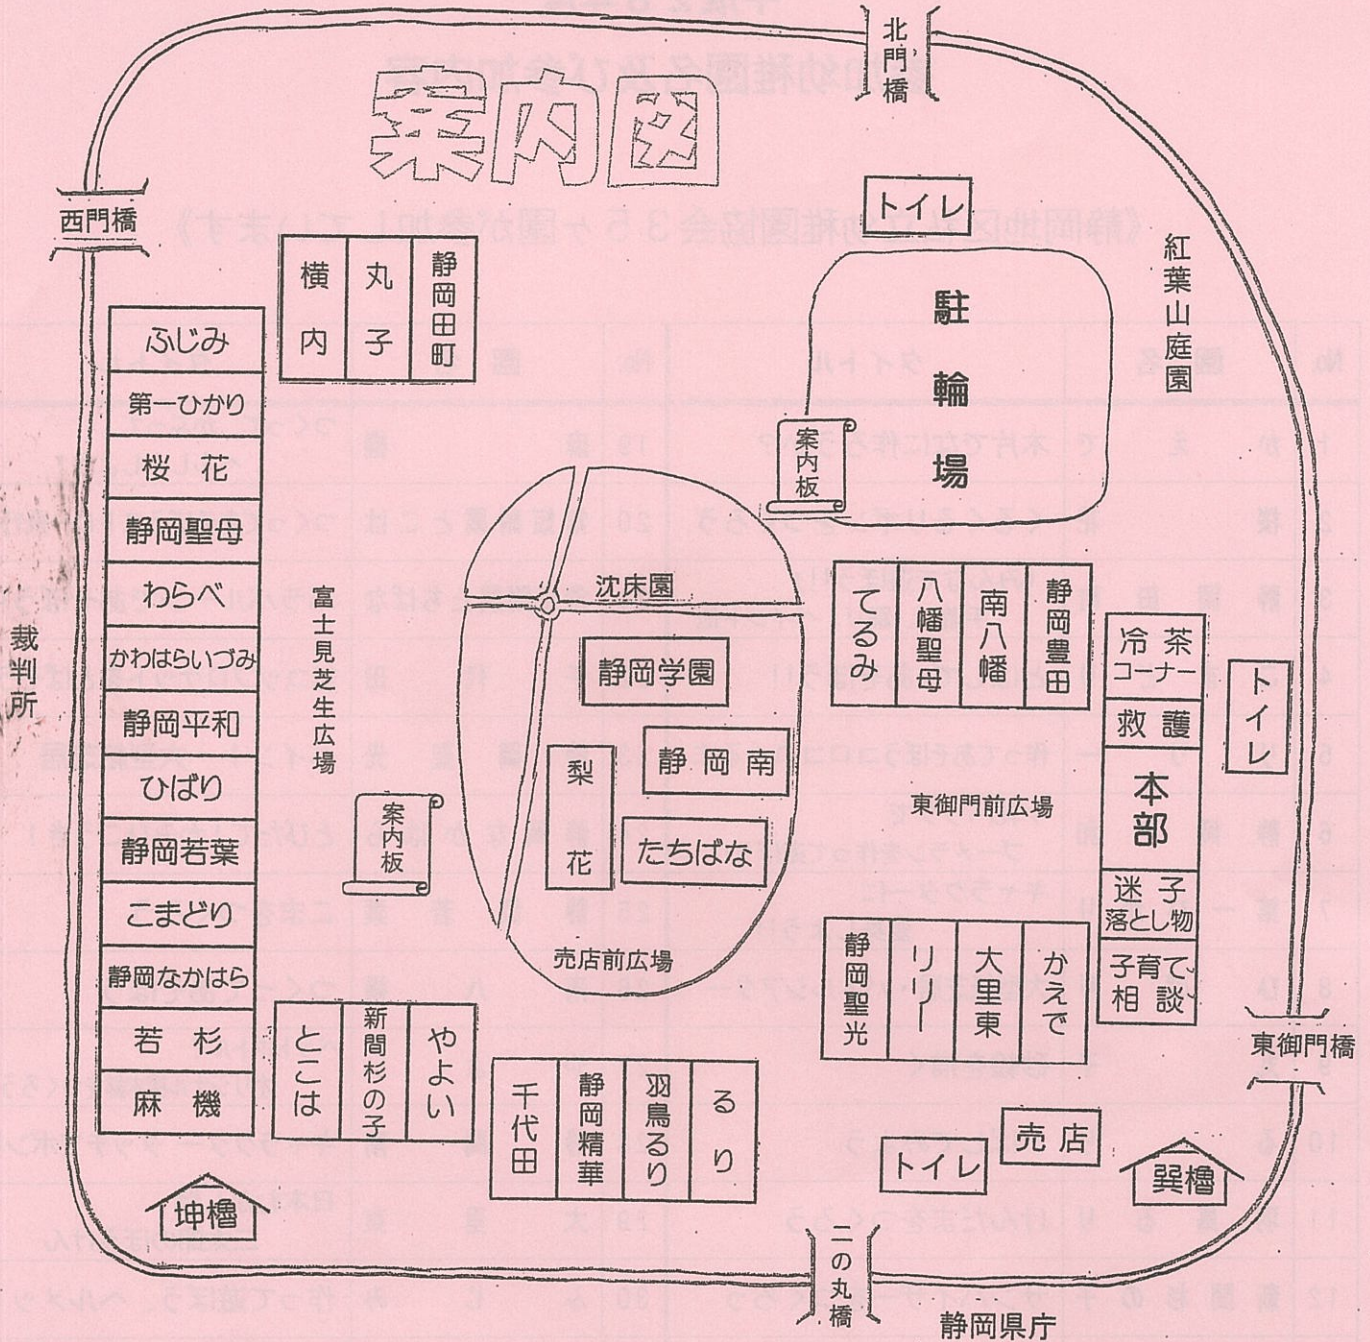 北門橋
案内図
西門橋
トイレ
紅葉山庭園
横内
丸子
静岡田町
駐輪場
案内板
ふじみ
第一ひかり
桜花
静岡聖母
わらべ
かわはらいづみ
静岡平和
ひばり
静岡若葉
こまどり
静岡なかはら
若杉
麻機
裁判所
富士見芝生広場
案内板
沈床園
静岡学園
静岡南
梨花
たちばな
売店前広場
てるみ
八幡聖母
南八幡
静岡豊田
冷茶
コーナー
救護
本部
迷子
落とし物
子育て
相談
トイレ
東御門前広場
静岡聖光
リリー
大里東
かえで
東御門橋
とこは
新間杉の子
やよい
千代田
静岡精華
羽鳥るり
るり
売店
トイレ
巽櫓
坤櫓
二の丸橋
静岡県庁